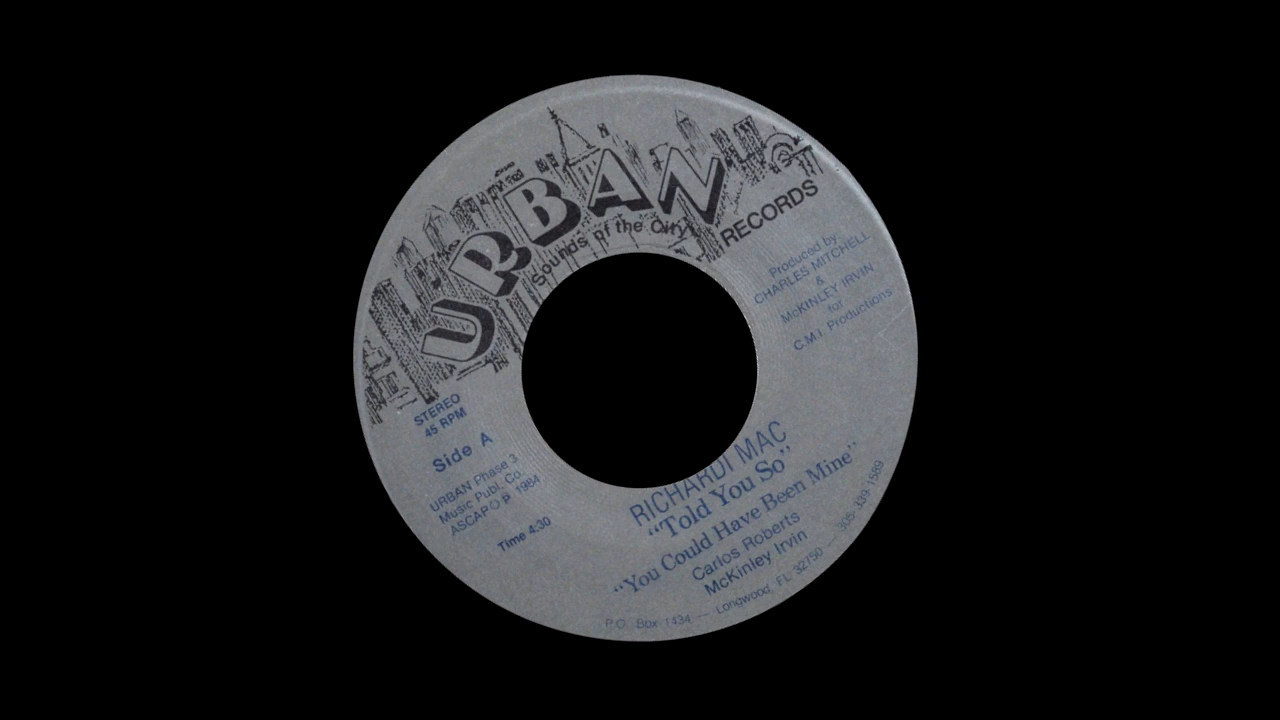 URBAN
Sounds of the City
RECORDS
Produced by
CHARLES MITCHELL
&
McKINLEY IRVIN
for
C.M.I. Productions
STEREO
45 RPM
Side A
URBAN Phase 3
Music Publ. Co.
ASCAP © ℗ 1984
Time 4:30
RICHARDI MAC
“Told You So”
“You Could Have Been Mine”
Carlos Roberts
McKinley Irvin
P.O. Box 1434 — Longwood, FL 32750 — 305-339-1589